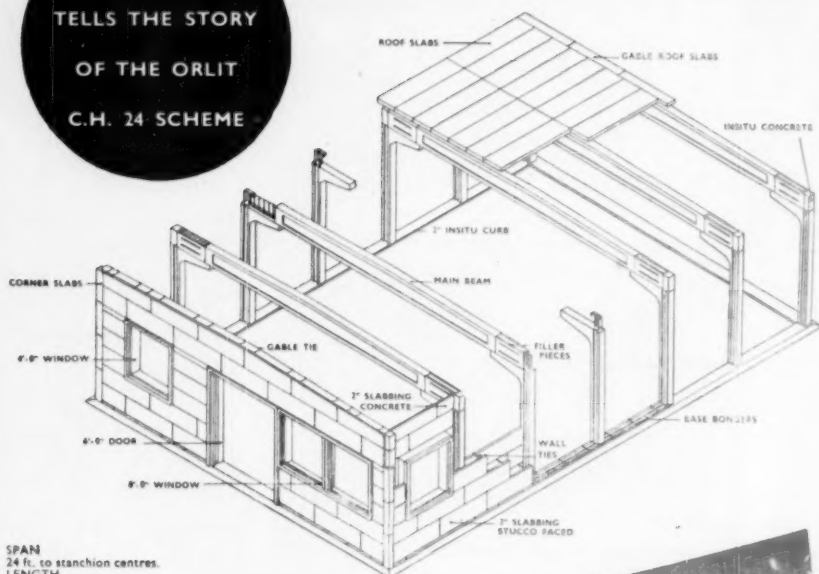 TELLS THE STORY
OF THE ORLIT
C.H. 24 SCHEME
ROOF SLABS
GABLE ROOF SLABS
INSITU CONCRETE
2" INSITU CURB
MAIN BEAM
CORNER SLABS
GABLE TIE
FILLER
PIECES
4'-0" WINDOW
2" SLABBING
CONCRETE
BASE BONDERS
WALL
TIES
6'-0" DOOR
8'-0" WINDOW
2" SLABBING
STUCCO FACED
SPAN
24 ft. to stanchion centres.
LENGTH